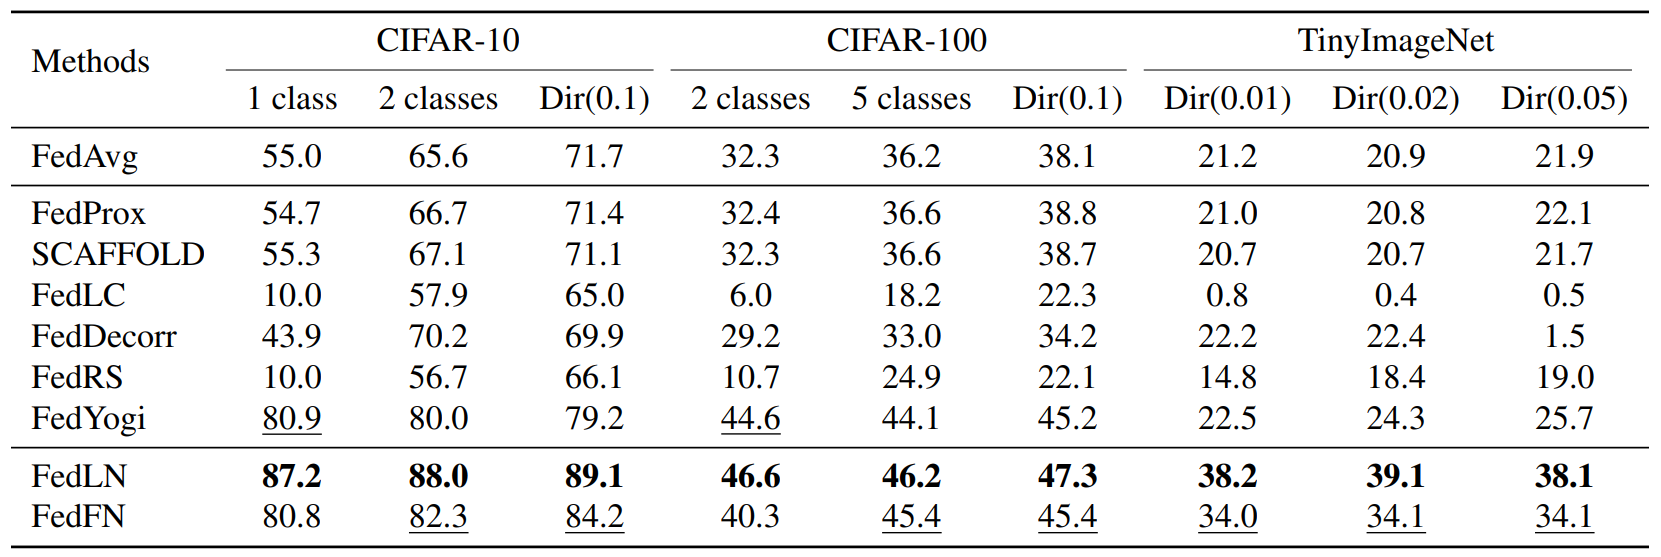 Methods CIFAR-10 CIFAR-100 TinyImageNet
1 class 2 classes Dir(0.1) 2 classes 5 classes Dir(0.1) Dir(0.01) Dir(0.02) Dir(0.05)
FedAvg 55.0 65.6 71.7 32.3 36.2 38.1 21.2 20.9 21.9
FedProx 54.7 66.7 71.4 32.4 36.6 38.8 21.0 20.8 22.1
SCAFFOLD 55.3 67.1 71.1 32.3 36.6 38.7 20.7 20.7 21.7
FedLC 10.0 57.9 65.0 6.0 18.2 22.3 0.8 0.4 0.5
FedDecorr 43.9 70.2 69.9 29.2 33.0 34.2 22.2 22.4 1.5
FedRS 10.0 56.7 66.1 10.7 24.9 22.1 14.8 18.4 19.0
FedYogi 80.9 80.0 79.2 44.6 44.1 45.2 22.5 24.3 25.7
FedLN 87.2 88.0 89.1 46.6 46.2 47.3 38.2 39.1 38.1
FedFN 80.8 82.3 84.2 40.3 45.4 45.4 34.0 34.1 34.1